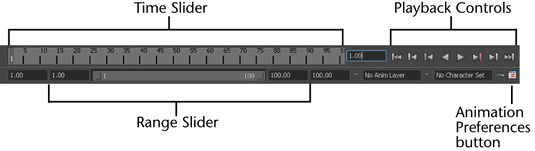 Time Slider Playback Controls
1 5 10 15 20 25 30 35 40 45 50 55 60 65 70 75 80 85 90 95 1.00
1.00 1.00 1 100 100.00 100.00 No Anim Layer No Character Set
Range Slider
Animation
Preferences
button